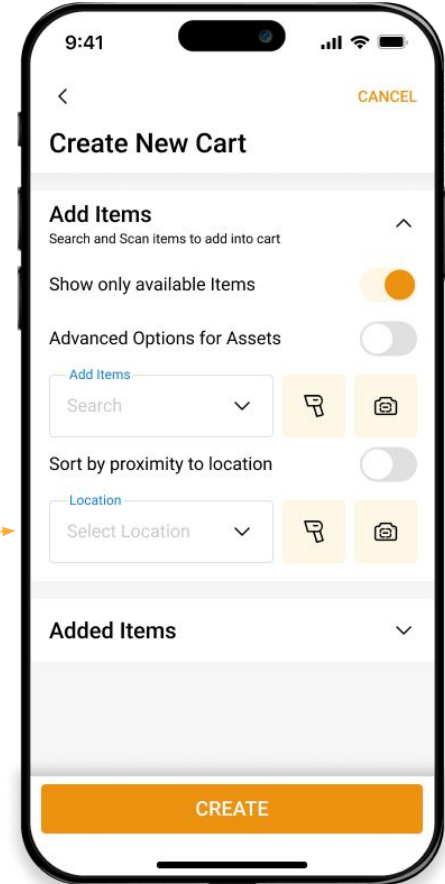 9:41
CANCEL
Create New Cart
Add Items
Search and Scan items to add into cart
Show only available Items
Advanced Options for Assets
Add Items
Search
Sort by proximity to location
Location
Select Location
Added Items
CREATE